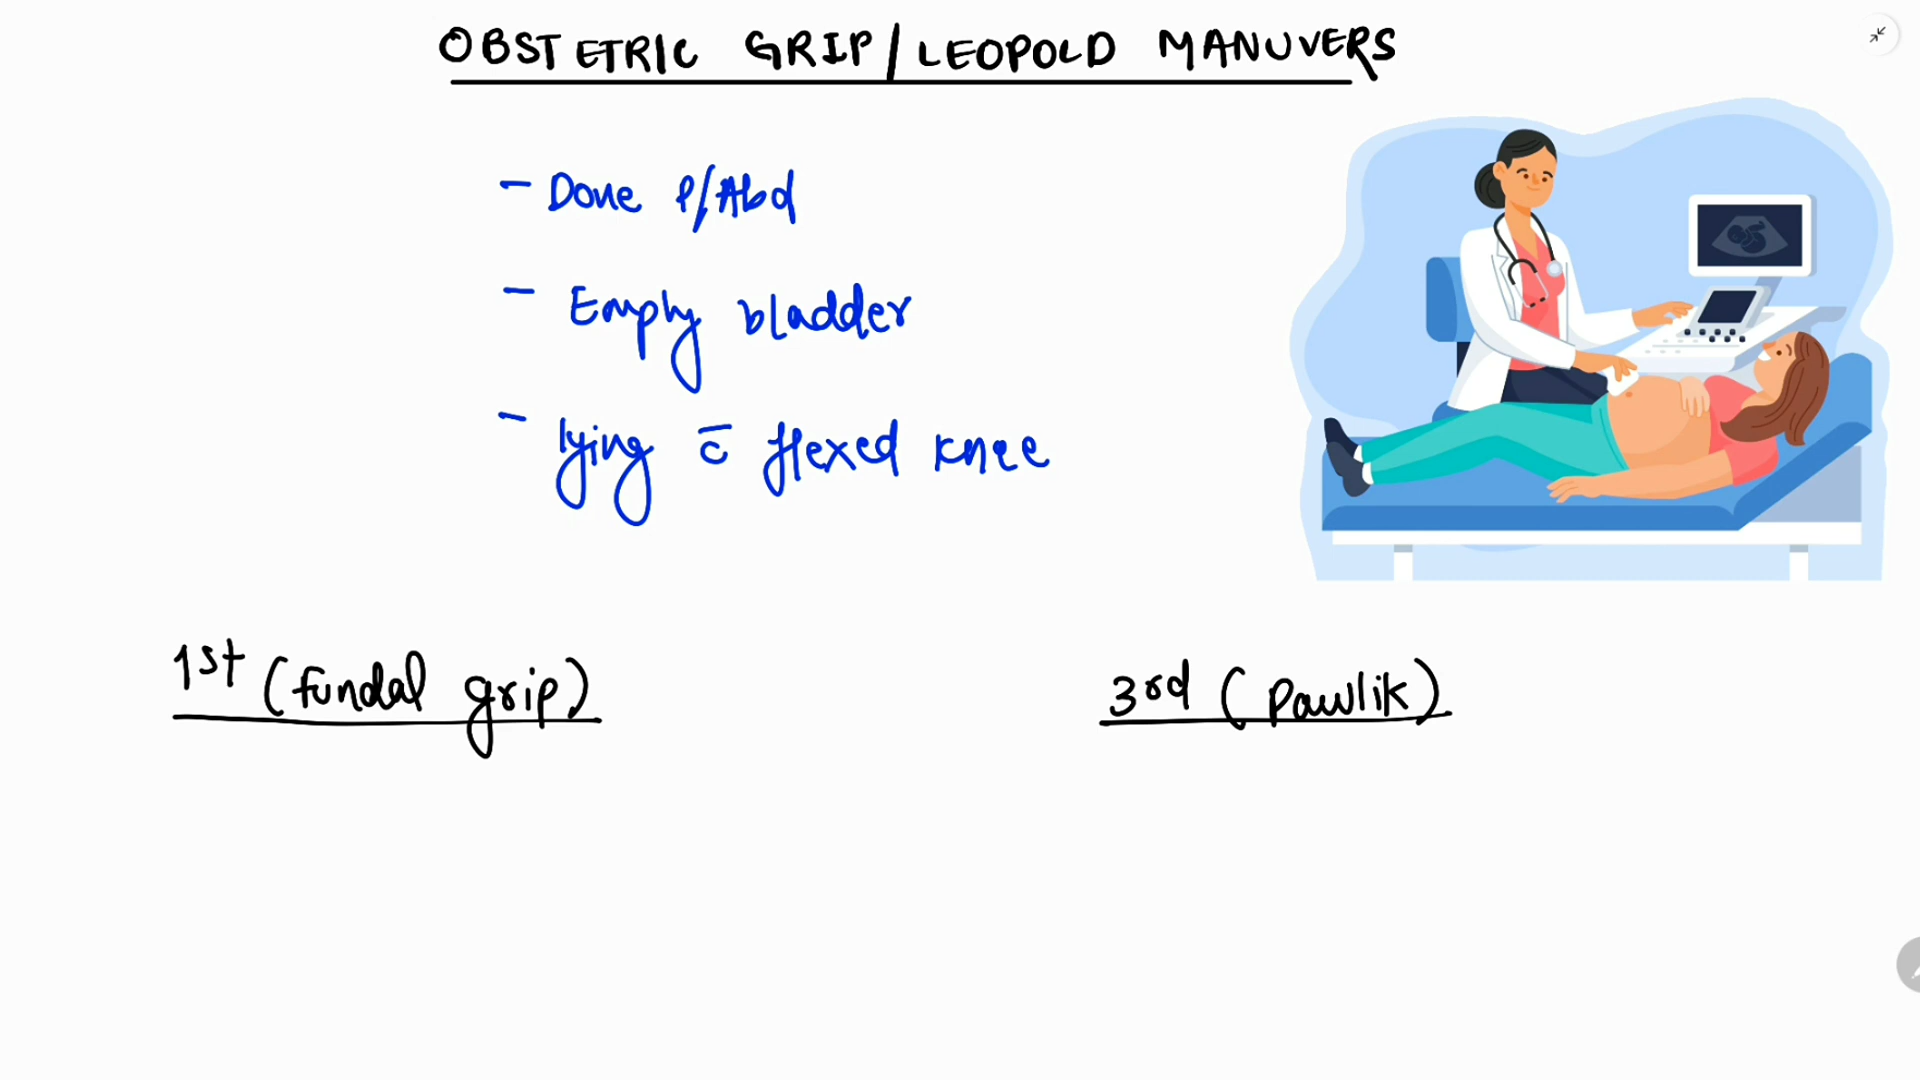 OBSTETRIC GRIP/LEOPOLD MANUVERS
- Done P/Abd
- Empty bladder
- lying c̄ flexed knee
1st (fundal grip)
3rd (pawlik)